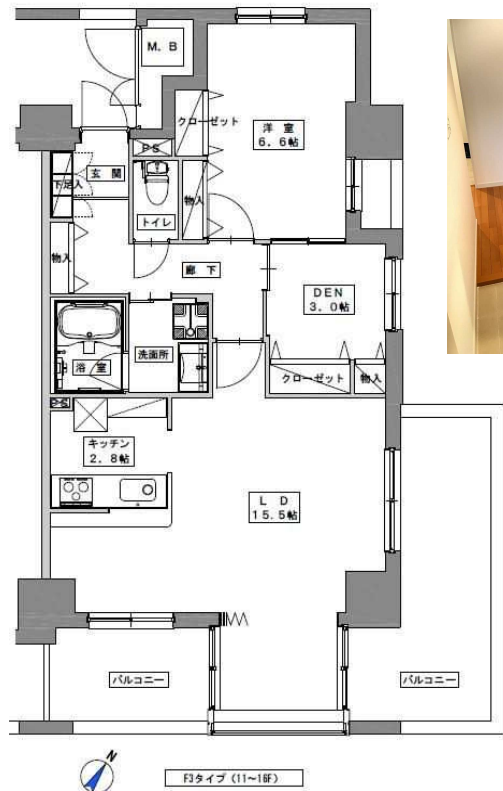 M.B
クローゼット
洋室
6.6帖
PS
玄関
下足入
トイレ
物入
物入
廊下
DEN
3.0帖
浴室
洗面所
クローゼット
物入
PS
キッチン
2.8帖
LD
15.5帖
バルコニー
バルコニー
N
F3タイプ (11~16F)